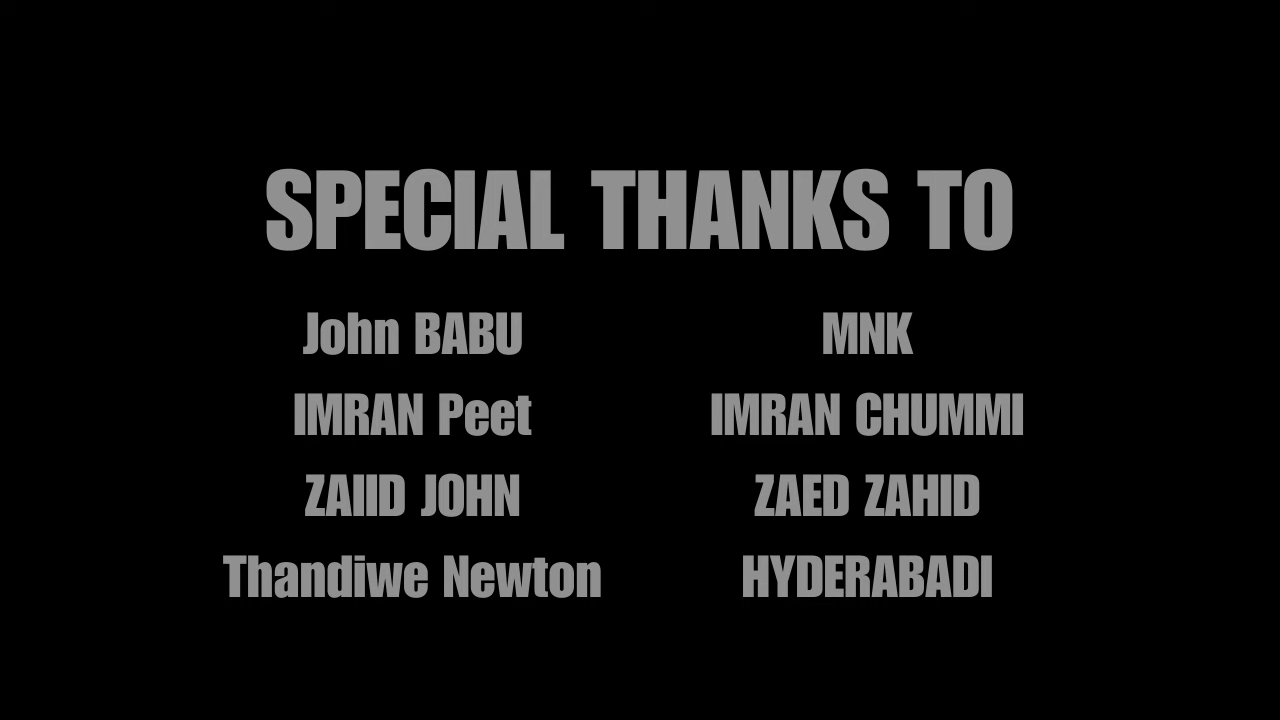 SPECIAL THANKS TO
John BABU
MNK
IMRAN Peet
IMRAN CHUMMI
ZAIID JOHN
ZAED ZAHID
Thandiwe Newton
HYDERABADI